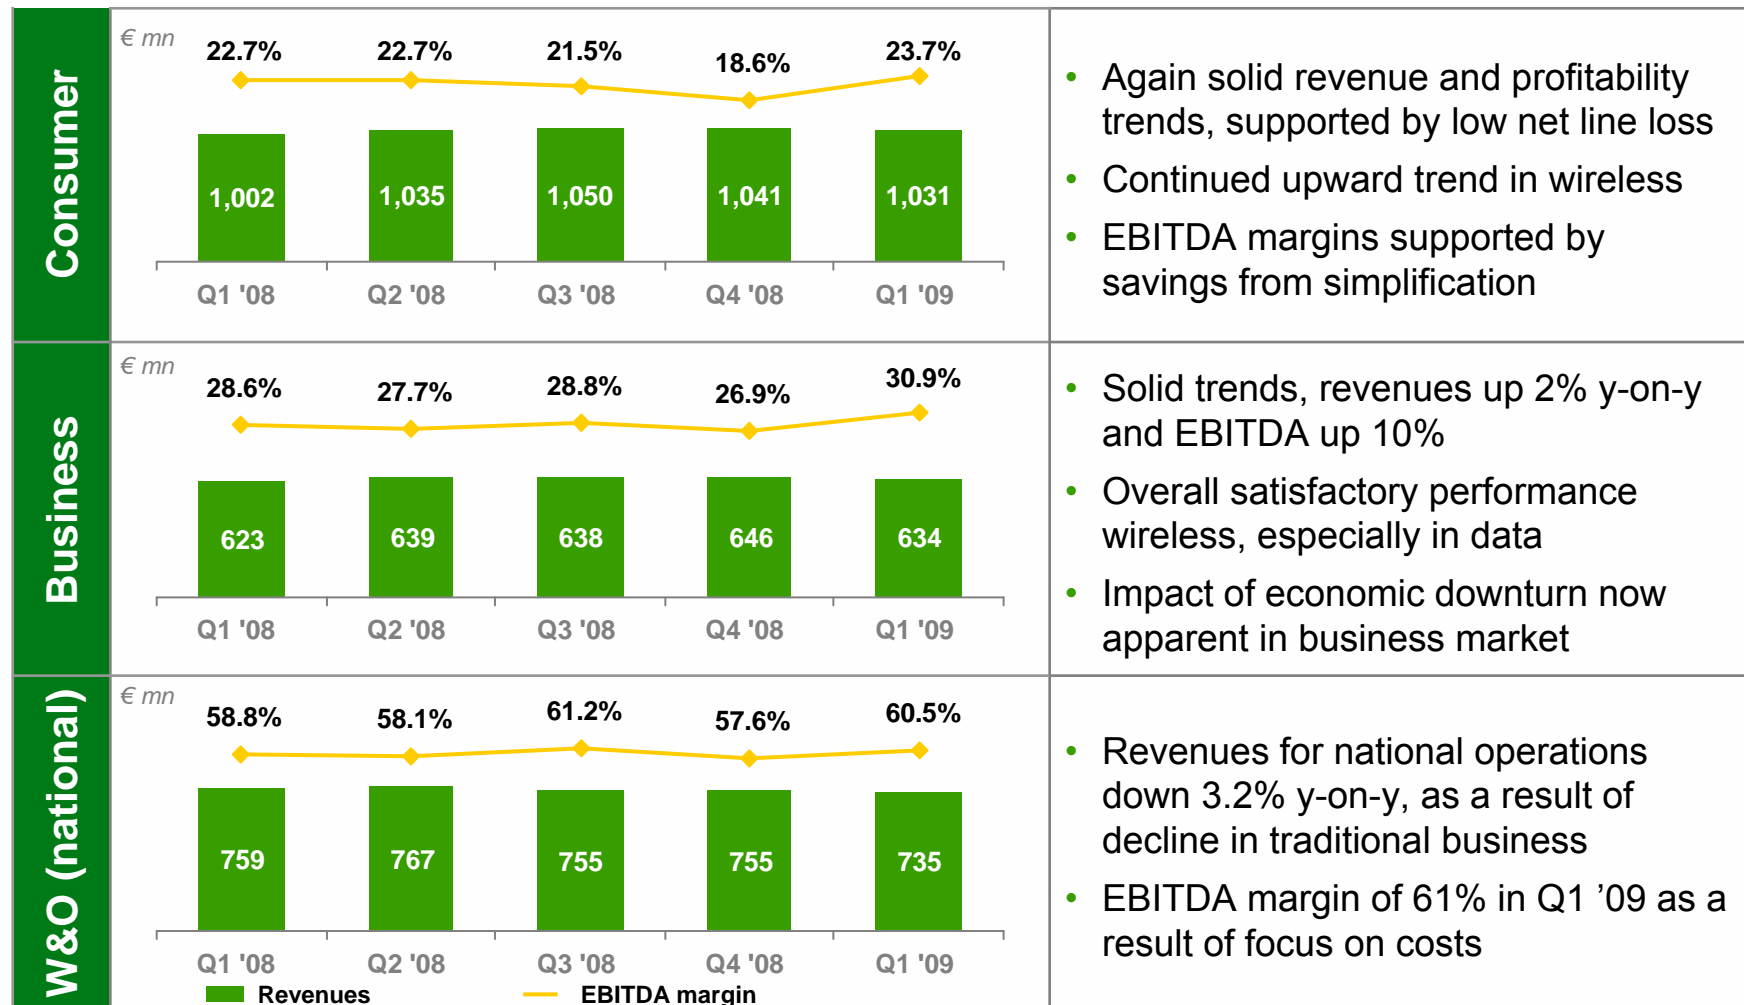 Consumer
€ mn
22.7% 22.7% 21.5% 18.6% 23.7%
1,002 1,035 1,050 1,041 1,031
Q1 '08 Q2 '08 Q3 '08 Q4 '08 Q1 '09
• Again solid revenue and profitability
trends, supported by low net line loss
• Continued upward trend in wireless
• EBITDA margins supported by
savings from simplification
Business
€ mn
28.6% 27.7% 28.8% 26.9% 30.9%
623 639 638 646 634
Q1 '08 Q2 '08 Q3 '08 Q4 '08 Q1 '09
• Solid trends, revenues up 2% y-on-y
and EBITDA up 10%
• Overall satisfactory performance
wireless, especially in data
• Impact of economic downturn now
apparent in business market
W&O (national)
€ mn
58.8% 58.1% 61.2% 57.6% 60.5%
759 767 755 755 735
Q1 '08 Q2 '08 Q3 '08 Q4 '08 Q1 '09
Revenues EBITDA margin
• Revenues for national operations
down 3.2% y-on-y, as a result of
decline in traditional business
• EBITDA margin of 61% in Q1 ’09 as a
result of focus on costs